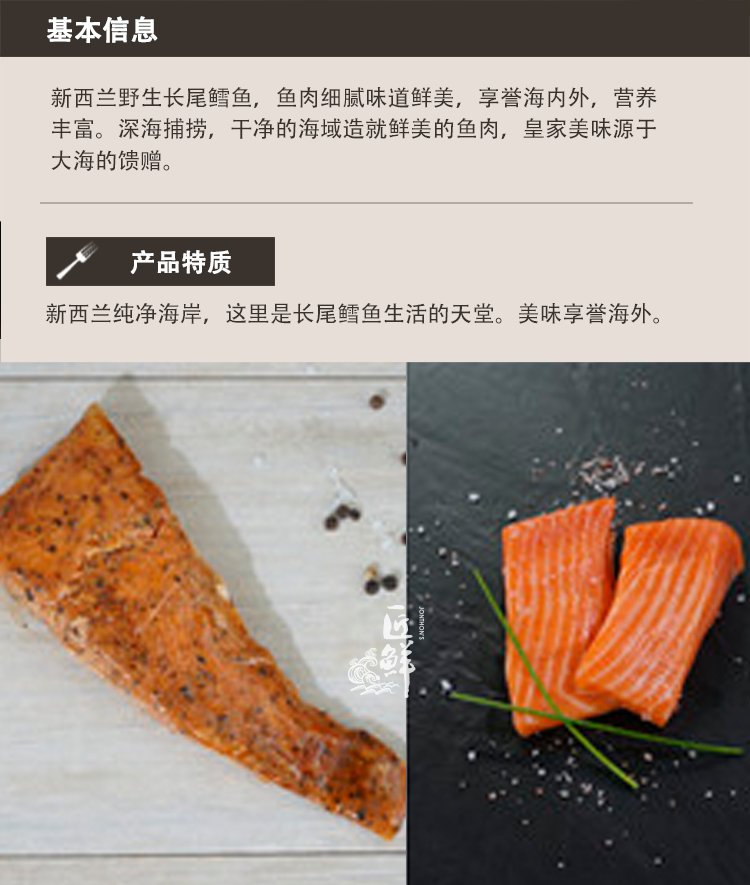 基本信息
新西兰野生长尾鳕鱼，鱼肉细腻味道鲜美，享誉海内外，营养
丰富。深海捕捞，干净的海域造就鲜美的鱼肉，皇家美味源于
大海的馈赠。
产品特质
新西兰纯净海岸，这里是长尾鳕鱼生活的天堂。美味享誉海外。
匠鲜
JONTHON'S